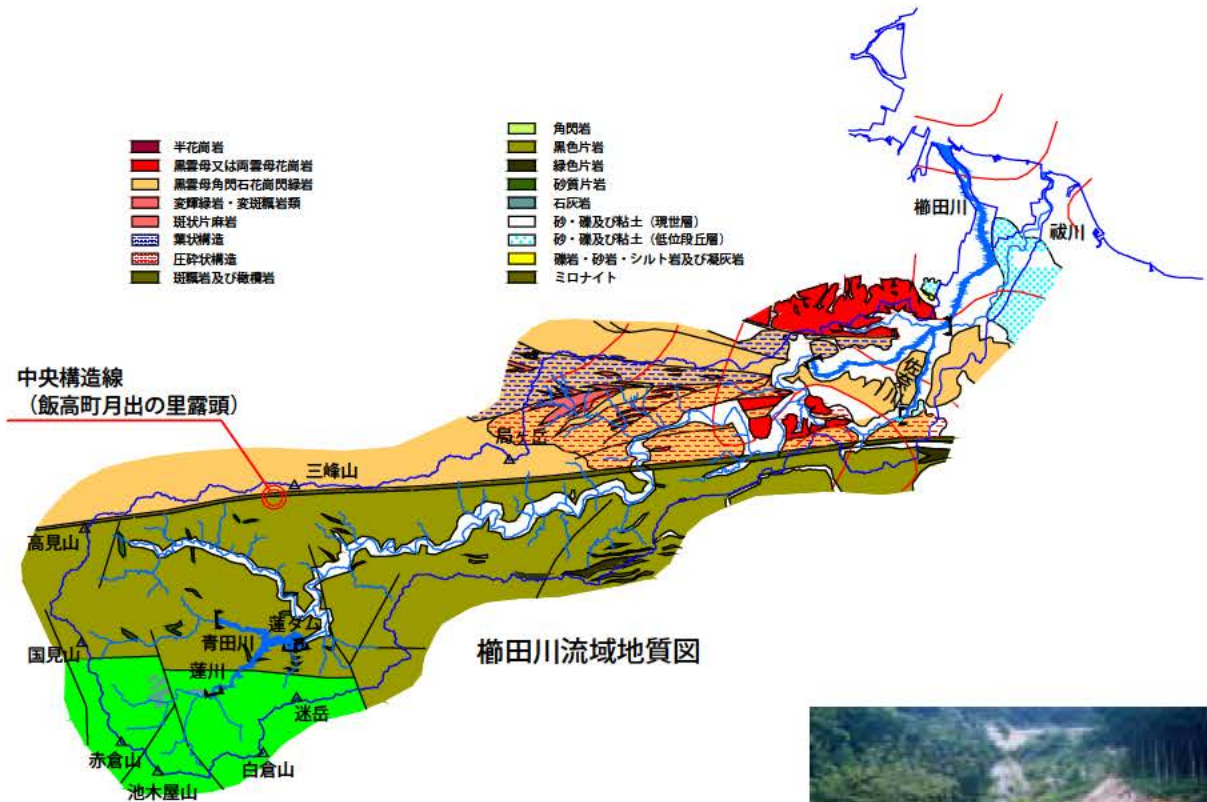 半花崗岩
黒雲母又は両雲母花崗岩
黒雲母角閃石花崗閃緑岩
変輝緑岩・変斑糲岩類
斑状片麻岩
葉状構造
圧砕状構造
斑糲岩及び橄欖岩
角閃岩
黒色片岩
緑色片岩
砂質片岩
石灰岩
砂・礫及び粘土（現世層）
砂・礫及び粘土（低位段丘層）
礫岩・砂岩・シルト岩及び凝灰岩
ミロナイト
櫛田川
祓川
中央構造線
（飯高町月出の里露頭）
局ヶ岳
三峰山
高見山
蓮ダム
青田川
国見山
蓮川
迷岳
赤倉山
白倉山
池木屋山
櫛田川流域地質図